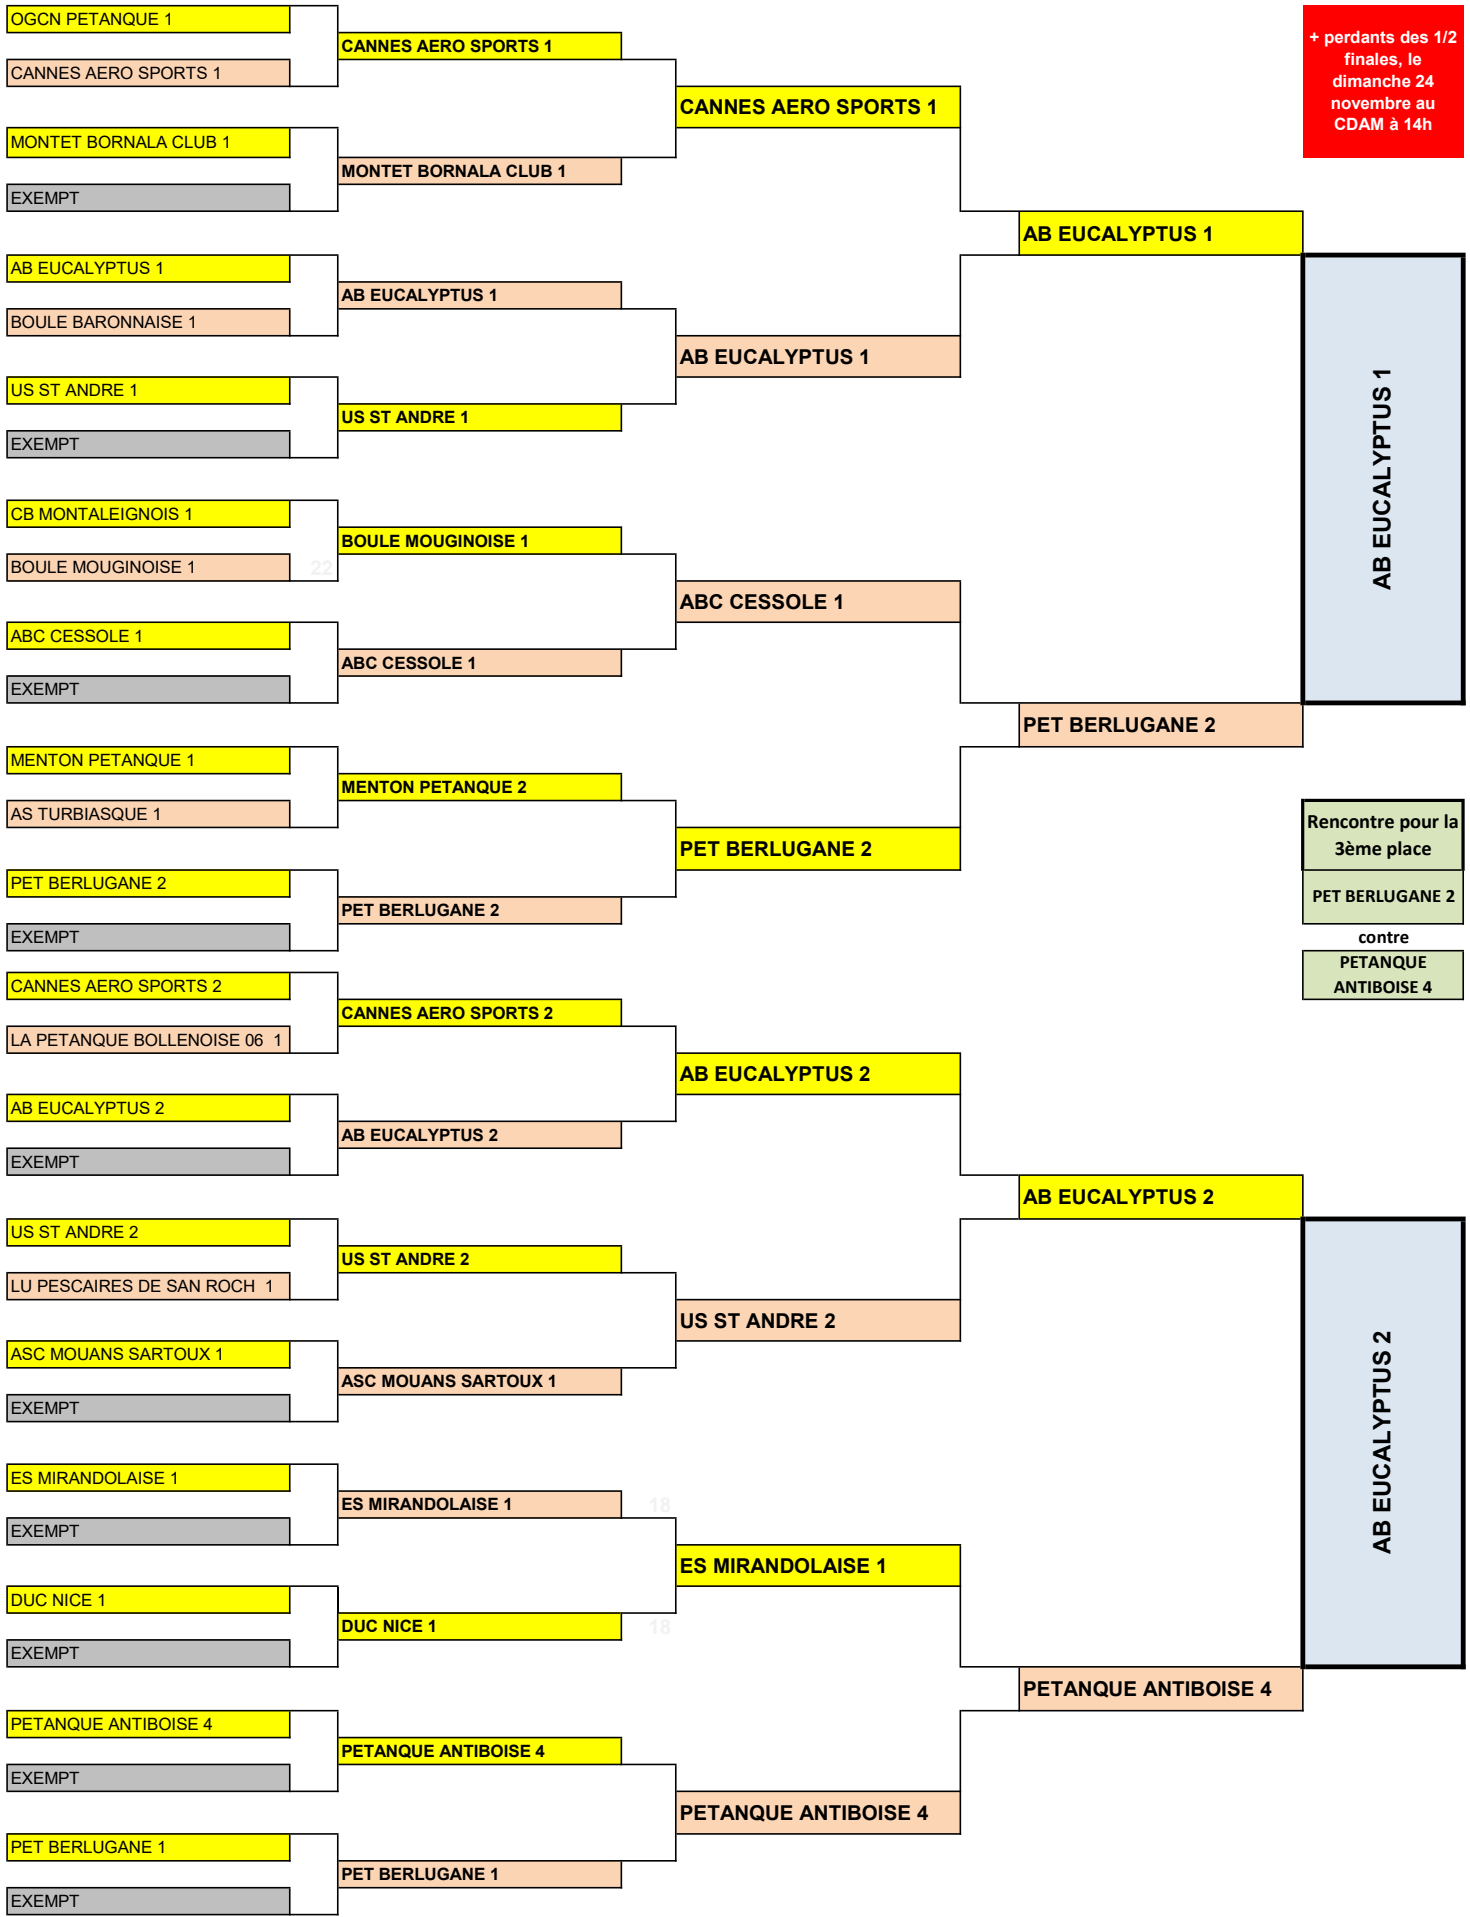 OGCN PETANQUE 1
CANNES AERO SPORTS 1
MONTET BORNALA CLUB 1
EXEMPT
AB EUCALYPTUS 1
BOULE BARONNAISE 1
US ST ANDRE 1
EXEMPT
CB MONTALEIGNOIS 1
BOULE MOUGINOISE 1
22
ABC CESSOLE 1
EXEMPT
MENTON PETANQUE 1
AS TURBIASQUE 1
PET BERLUGANE 2
EXEMPT
CANNES AERO SPORTS 2
LA PETANQUE BOLLENOISE 06 1
AB EUCALYPTUS 2
EXEMPT
US ST ANDRE 2
LU PESCAIRES DE SAN ROCH 1
ASC MOUANS SARTOUX 1
EXEMPT
ES MIRANDOLAISE 1
EXEMPT
DUC NICE 1
EXEMPT
PETANQUE ANTIBOISE 4
EXEMPT
PET BERLUGANE 1
EXEMPT
CANNES AERO SPORTS 1
MONTET BORNALA CLUB 1
AB EUCALYPTUS 1
US ST ANDRE 1
BOULE MOUGINOISE 1
ABC CESSOLE 1
MENTON PETANQUE 2
PET BERLUGANE 2
CANNES AERO SPORTS 2
AB EUCALYPTUS 2
US ST ANDRE 2
ASC MOUANS SARTOUX 1
ES MIRANDOLAISE 1
18
DUC NICE 1
18
PETANQUE ANTIBOISE 4
PET BERLUGANE 1
CANNES AERO SPORTS 1
AB EUCALYPTUS 1
ABC CESSOLE 1
PET BERLUGANE 2
AB EUCALYPTUS 2
US ST ANDRE 2
ES MIRANDOLAISE 1
PETANQUE ANTIBOISE 4
AB EUCALYPTUS 1
PET BERLUGANE 2
AB EUCALYPTUS 2
PETANQUE ANTIBOISE 4
+ perdants des 1/2
finales, le
dimanche 24
novembre au
CDAM à 14h
AB EUCALYPTUS 1
Rencontre pour la
3ème place
PET BERLUGANE 2
contre
PETANQUE
ANTIBOISE 4
AB EUCALYPTUS 2